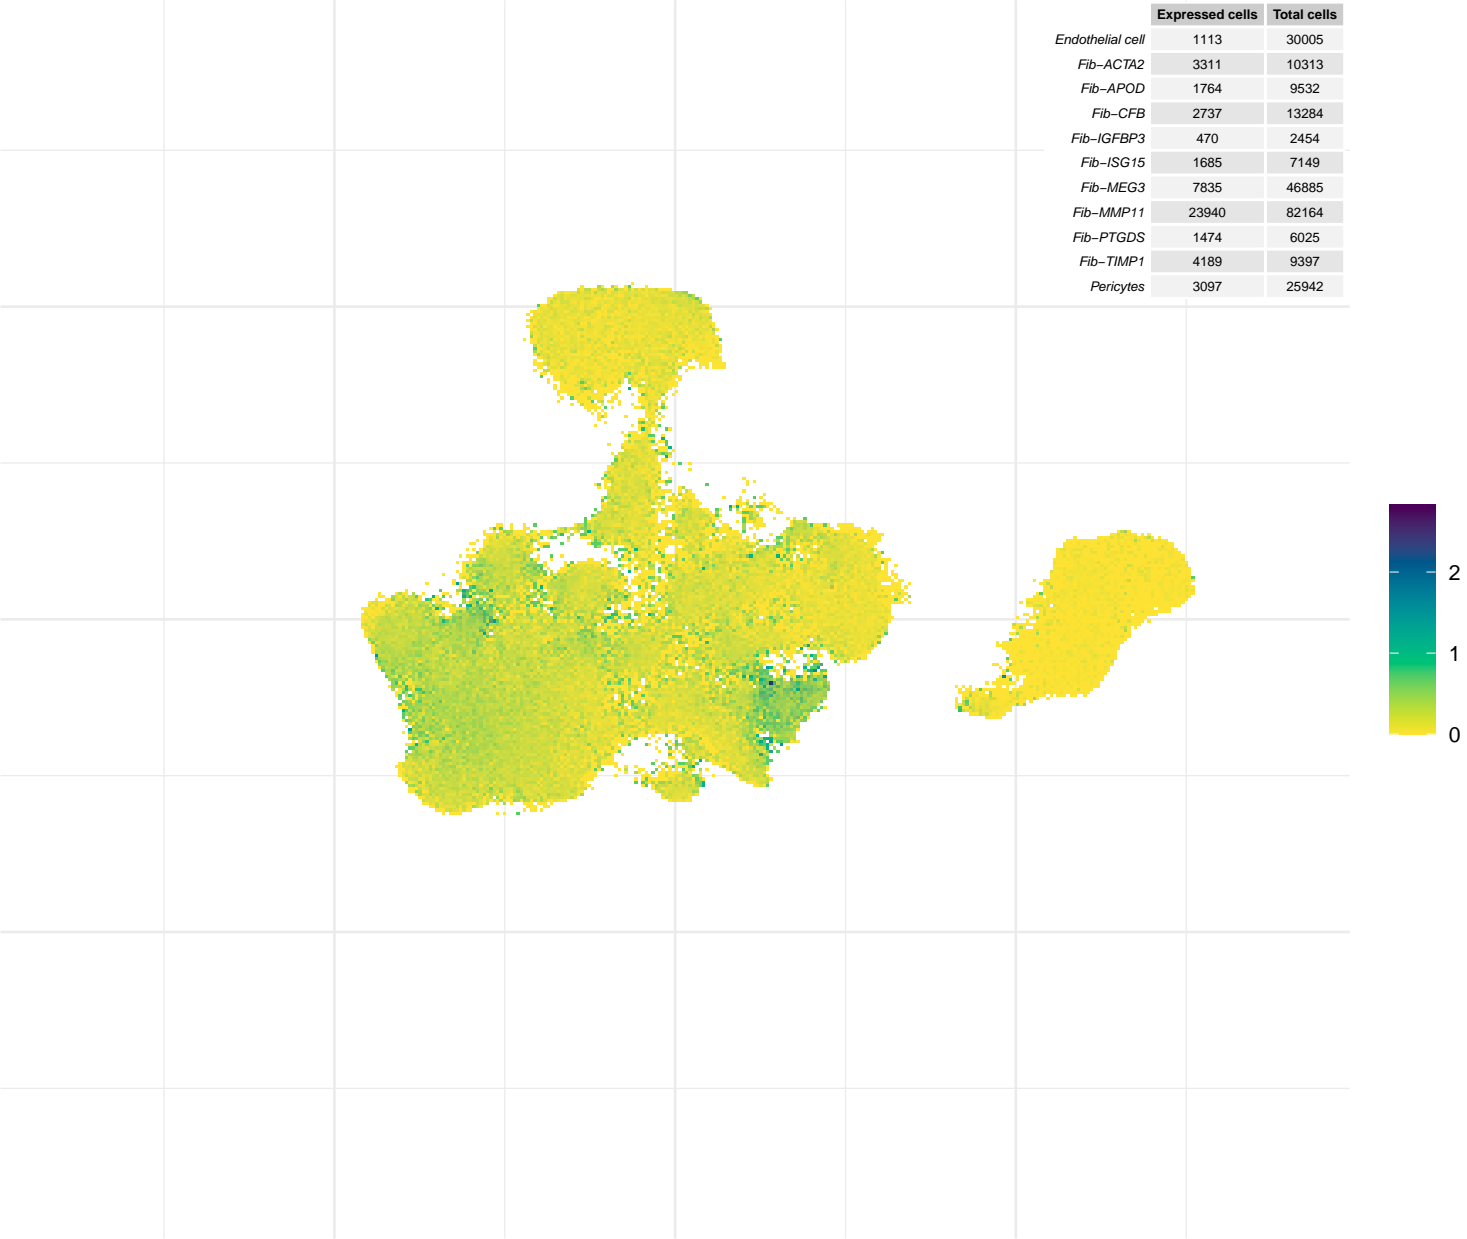 Expressed cells Total cells
Endothelial cell 1113 30005
Fib−ACTA2 3311 10313
Fib−APOD 1764 9532
Fib−CFB 2737 13284
Fib−IGFBP3 470 2454
Fib−ISG15 1685 7149
Fib−MEG3 7835 46885
Fib−MMP11 23940 82164
Fib−PTGDS 1474 6025
Fib−TIMP1 4189 9397
Pericytes 3097 25942
2
1
0